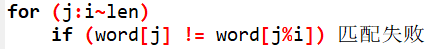 for (j:i~len)
    if (word[j] != word[j%i]) 匹配失败